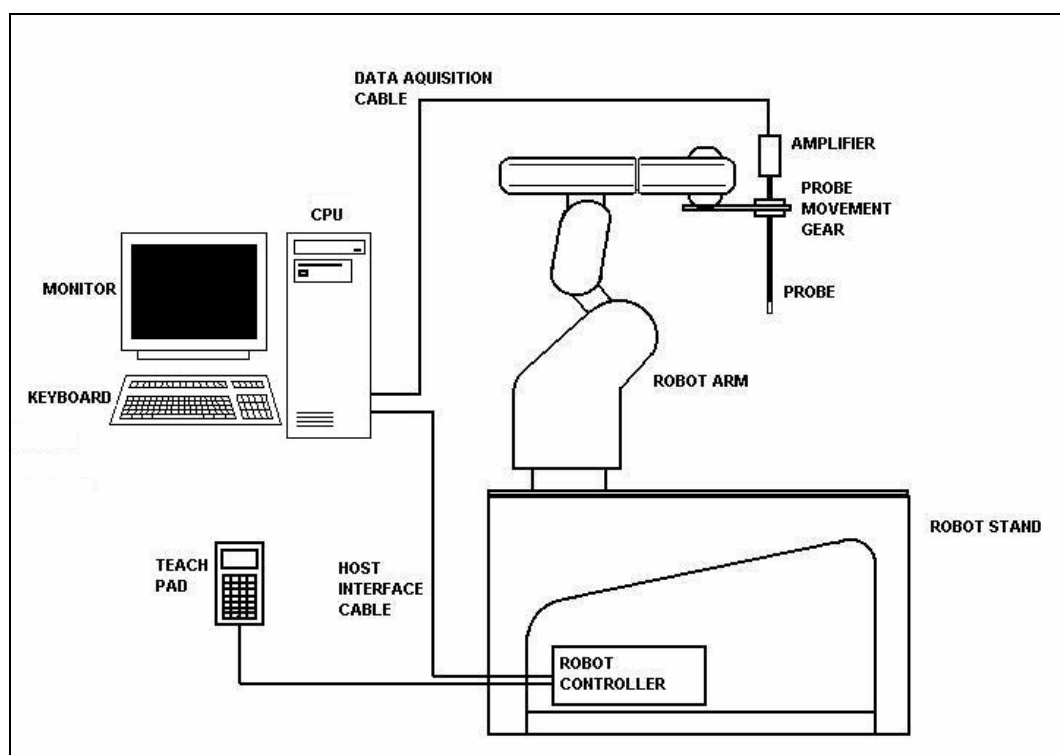 DATA AQUISITION
CABLE
AMPLIFIER
PROBE
MOVEMENT
GEAR
CPU
MONITOR
PROBE
KEYBOARD
ROBOT ARM
ROBOT STAND
TEACH
PAD
HOST
INTERFACE
CABLE
ROBOT
CONTROLLER